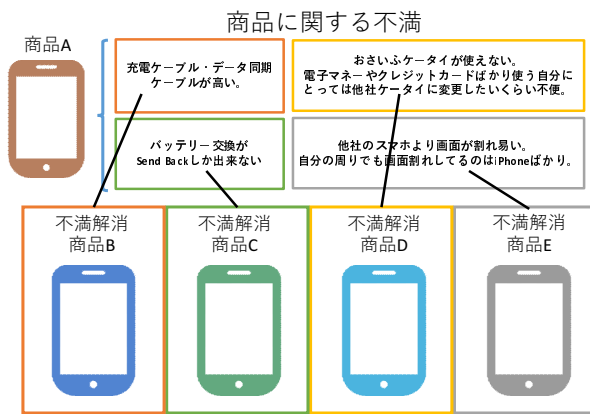 商品に関する不満
商品A
充電ケーブル・データ同期
ケーブルが高い。
おさいふケータイが使えない。
電子マネーやクレジットカードばかり使う自分に
とっては他社ケータイに変更したいくらい不便。
バッテリー交換が
Send Backしか出来ない
他社のスマホより画面が割れ易い。
自分の周りでも画面割れしてるのはiPhoneばかり。
不満解消
商品B
不満解消
商品C
不満解消
商品D
不満解消
商品E